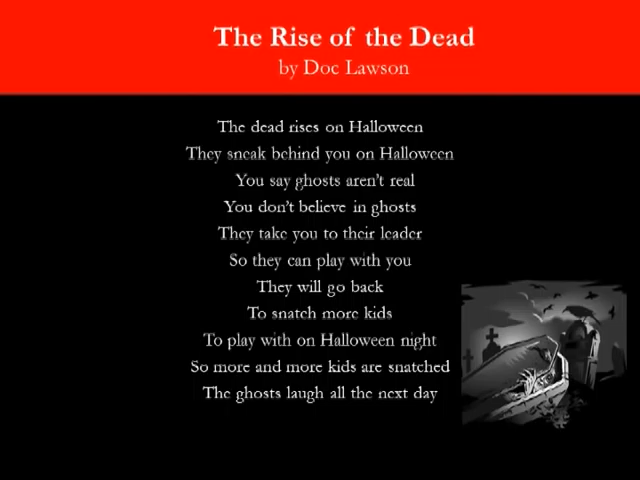 The Rise of the Dead
by Doc Lawson
The dead rises on Halloween
They sneak behind you on Halloween
You say ghosts aren't real
You don't believe in ghosts
They take you to their leader
So they can play with you
They will go back
To snatch more kids
To play with on Halloween night
So more and more kids are snatched
The ghosts laugh all the next day